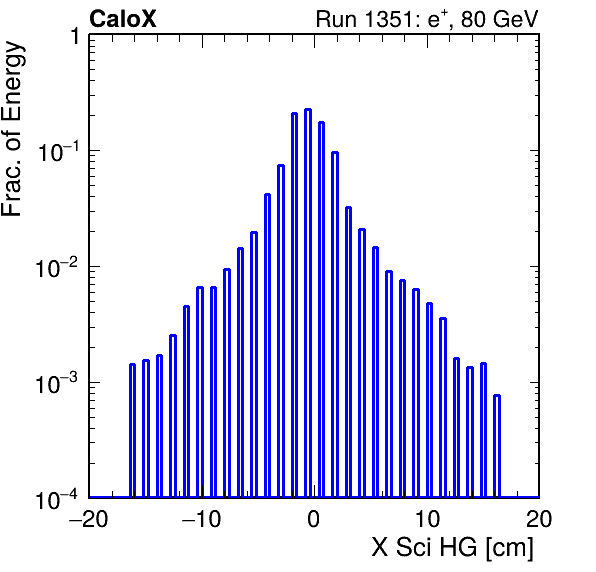 CaloX Run 1351: e⁺, 80 GeV
Frac. of Energy
1
10⁻¹
10⁻²
10⁻³
10⁻⁴
−20 −10 0 10 20
X Sci HG [cm]